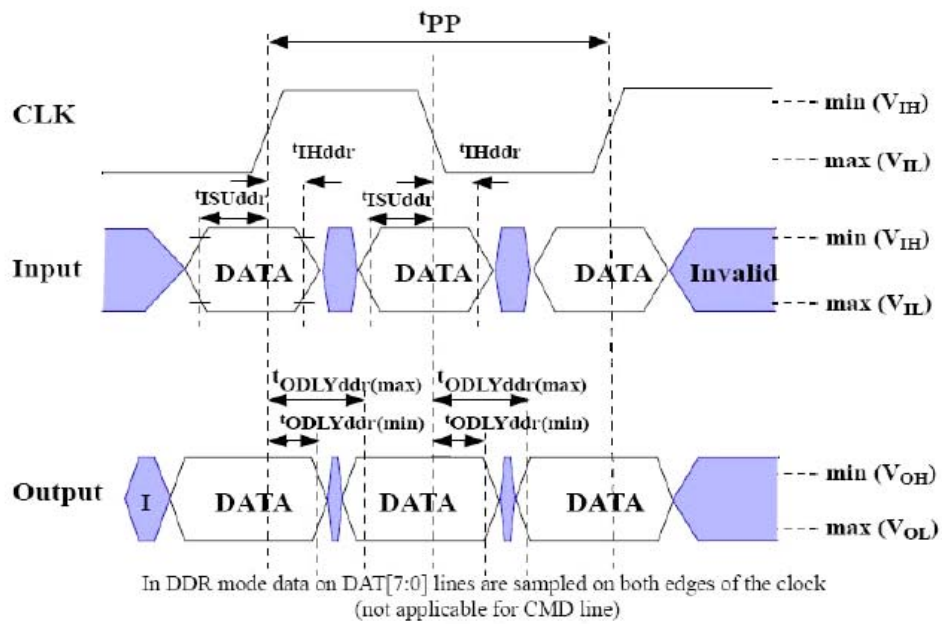 tPP
CLK
min (VIH)
tIHddr
tIHddr
max (VIL)
tISUddr
tISUddr
Input
DATA
DATA
DATA
Invalid
min (VIH)
max (VIL)
tODLYddr(max)
tODLYddr(max)
tODLYddr(min)
tODLYddr(min)
Output
I
DATA
DATA
DATA
min (VOH)
max (VOL)
In DDR mode data on DAT[7:0] lines are sampled on both edges of the clock
(not applicable for CMD line)